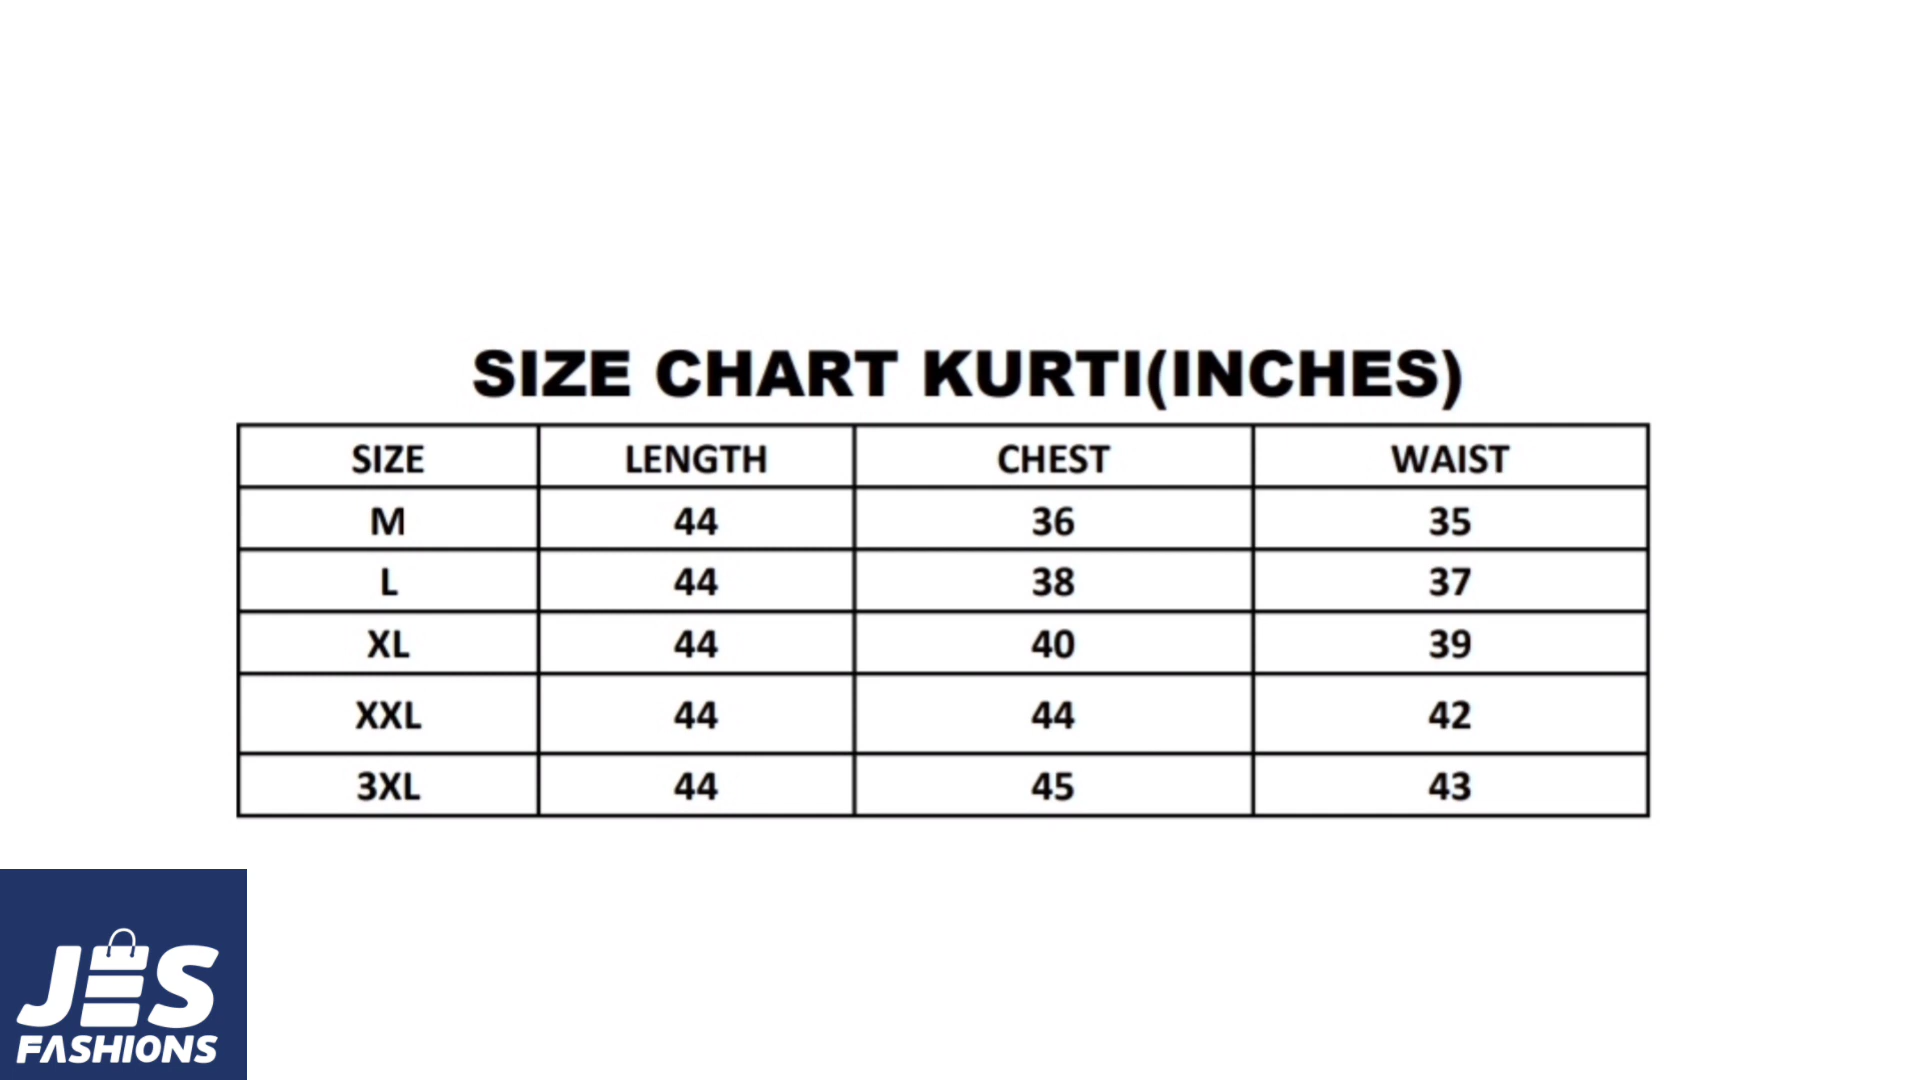 SIZE CHART KURTI(INCHES)
SIZE LENGTH CHEST WAIST
M 44 36 35
L 44 38 37
XL 44 40 39
XXL 44 44 42
3XL 44 45 43
JES
FASHIONS